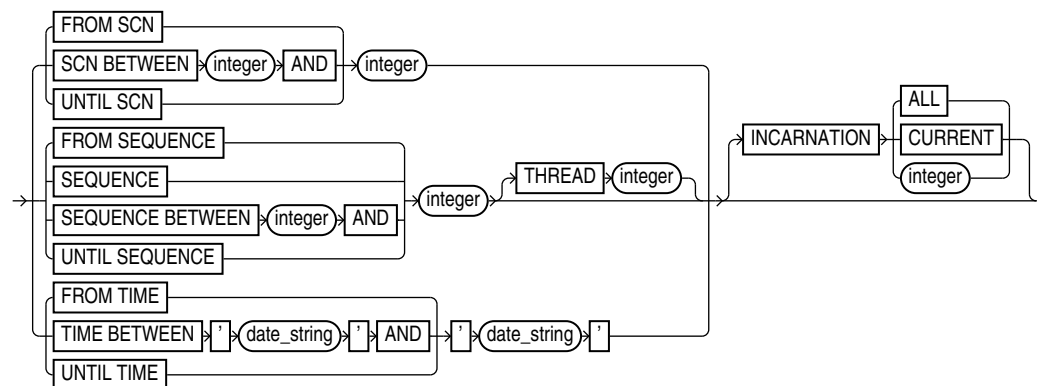 FROM SCN
SCN BETWEEN integer AND integer
UNTIL SCN
FROM SEQUENCE
SEQUENCE
SEQUENCE BETWEEN integer AND integer THREAD integer
UNTIL SEQUENCE
FROM TIME
TIME BETWEEN ' date_string ' AND ' date_string '
UNTIL TIME
ALL
INCARNATION CURRENT
integer